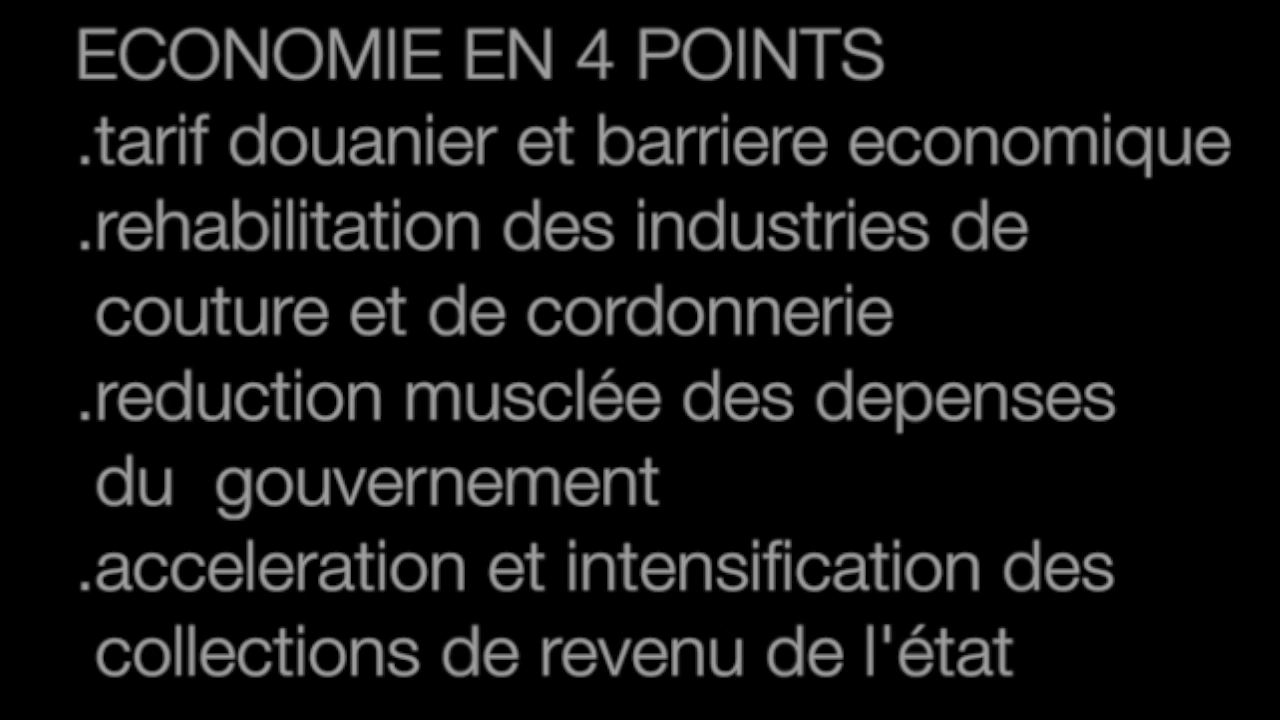 ECONOMIE EN 4 POINTS
.tarif douanier et barriere economique
.rehabilitation des industries de
couture et de cordonnerie
.reduction musclée des depenses
du gouvernement
.acceleration et intensification des
collections de revenu de l'état